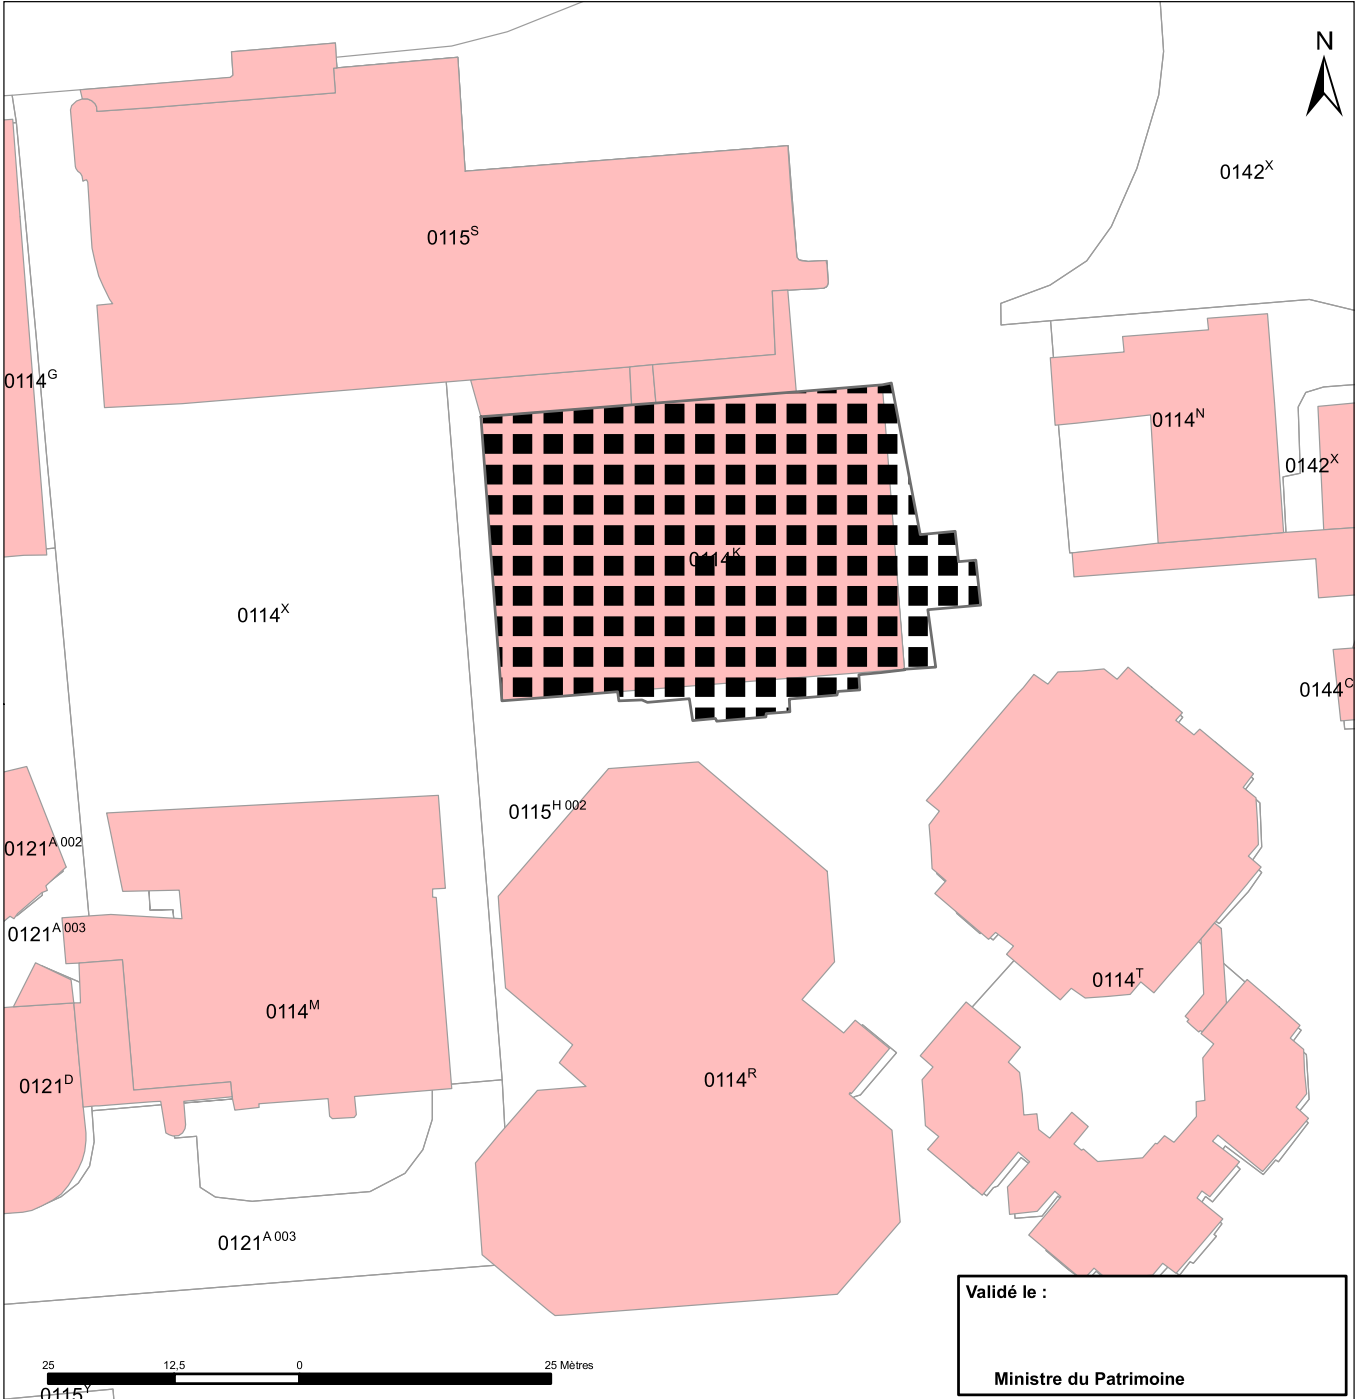 N
0142X
0115S
0114G
0114N
0142X
0114K
0114X
0144C
0115H 002
0121A 002
0121A 003
0114T
0114M
0114R
0121D
0121A 003
Validé le :
25 12,5 0 25 Mètres
Ministre du Patrimoine
0115Y